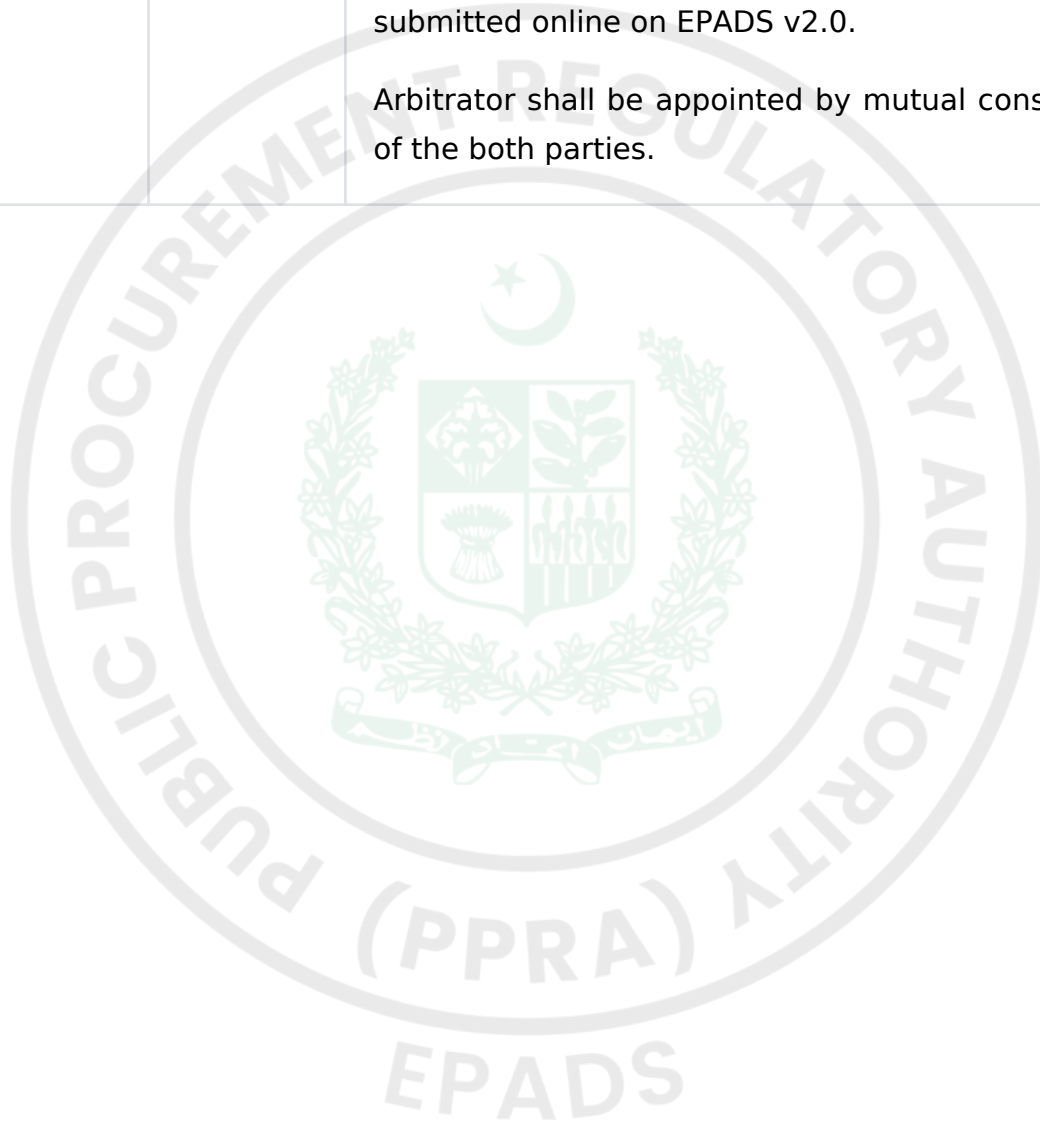 submitted online on EPADS v2.0.
Arbitrator shall be appointed by mutual cons
of the both parties.
PUBLIC PROCUREMENT REGULATORY AUTHORITY
(PPRA)
EPADS